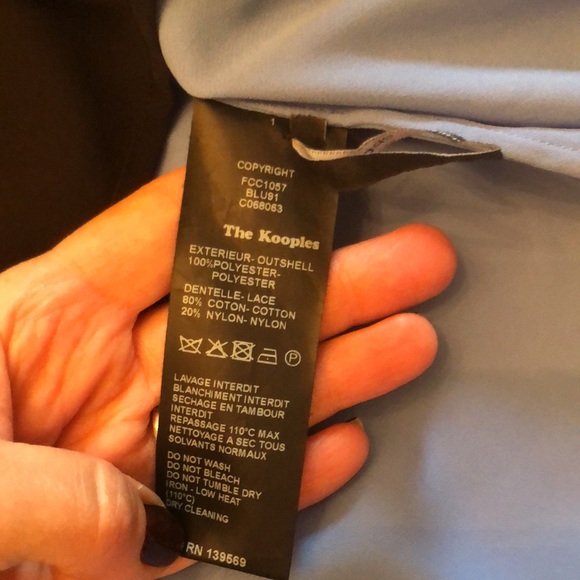 1
COPYRIGHT
FCC1057
BLU91
C068063
The Kooples
EXTERIEUR- OUTSHELL
100%POLYESTER-
POLYESTER
DENTELLE- LACE
80% COTON- COTTON
20% NYLON- NYLON
P
LAVAGE INTERDIT
BLANCHIMENT INTERDIT
SECHAGE EN TAMBOUR
INTERDIT
REPASSAGE 110°C MAX
NETTOYAGE A SEC TOUS
SOLVANTS NORMAUX
DO NOT WASH
DO NOT BLEACH
DO NOT TUMBLE DRY
IRON - LOW HEAT
(110°C)
DRY CLEANING
RN 139569